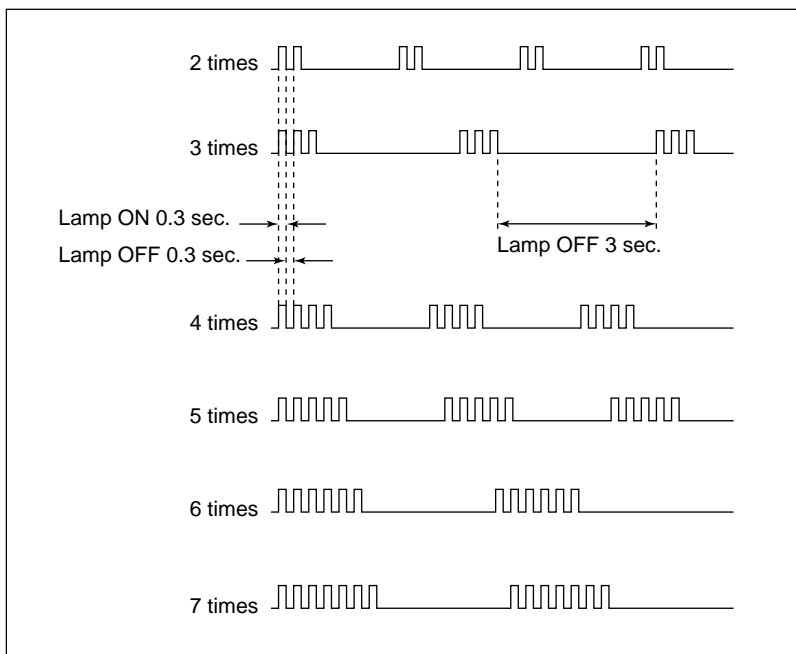 2 times
3 times
Lamp ON 0.3 sec.
Lamp OFF 0.3 sec.
Lamp OFF 3 sec.
4 times
5 times
6 times
7 times